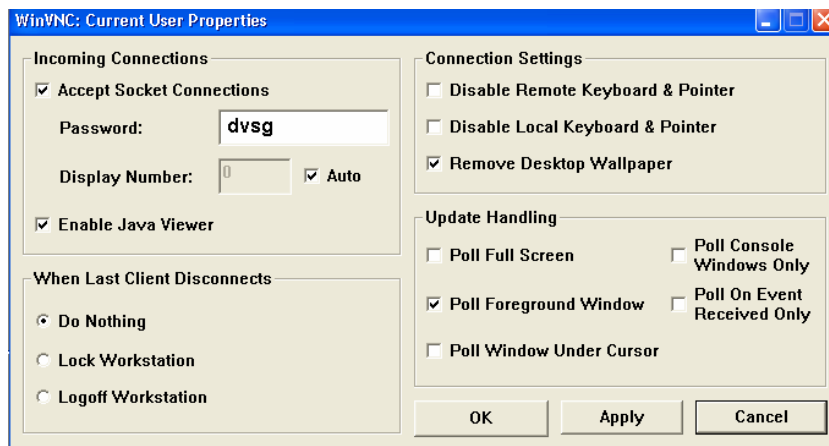 WinVNC: Current User Properties
Incoming Connections
Accept Socket Connections
Password: dvsg
Display Number: 0 Auto
Enable Java Viewer
When Last Client Disconnects
Do Nothing
Lock Workstation
Logoff Workstation
Connection Settings
Disable Remote Keyboard & Pointer
Disable Local Keyboard & Pointer
Remove Desktop Wallpaper
Update Handling
Poll Full Screen
Poll Console
Windows Only
Poll Foreground Window
Poll On Event
Received Only
Poll Window Under Cursor
OK Apply Cancel